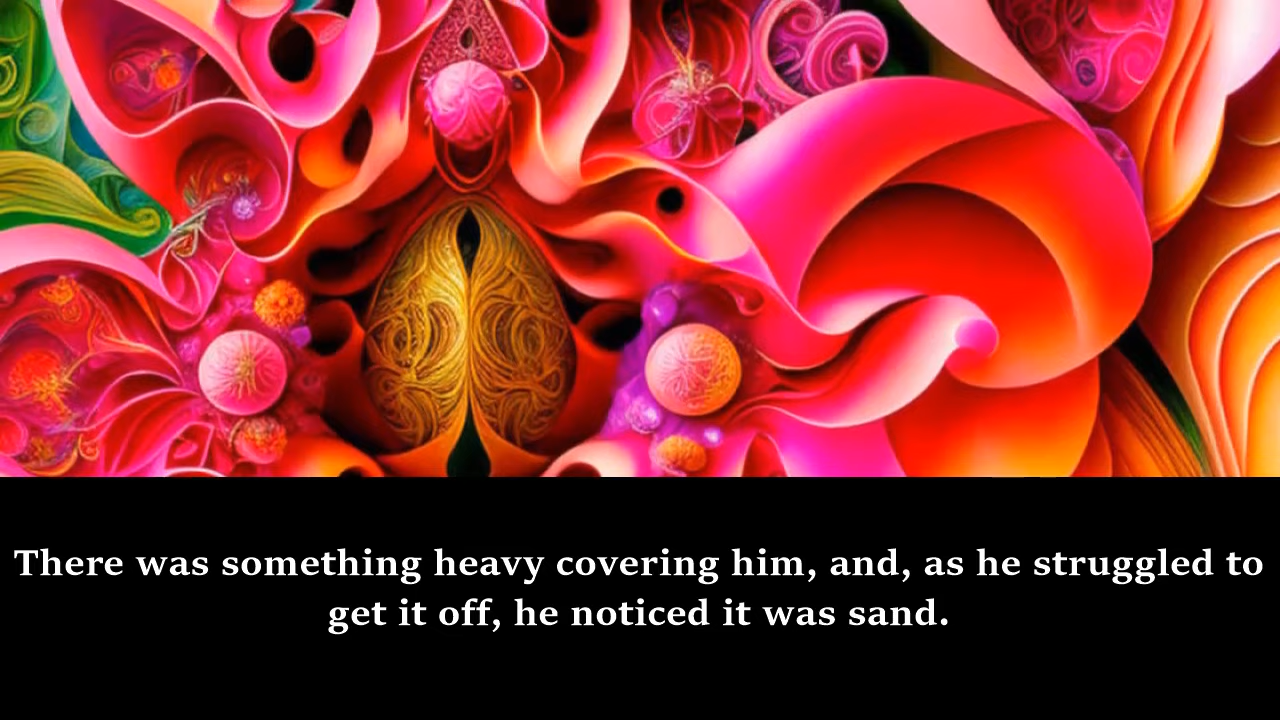 There was something heavy covering him, and, as he struggled to
get it off, he noticed it was sand.